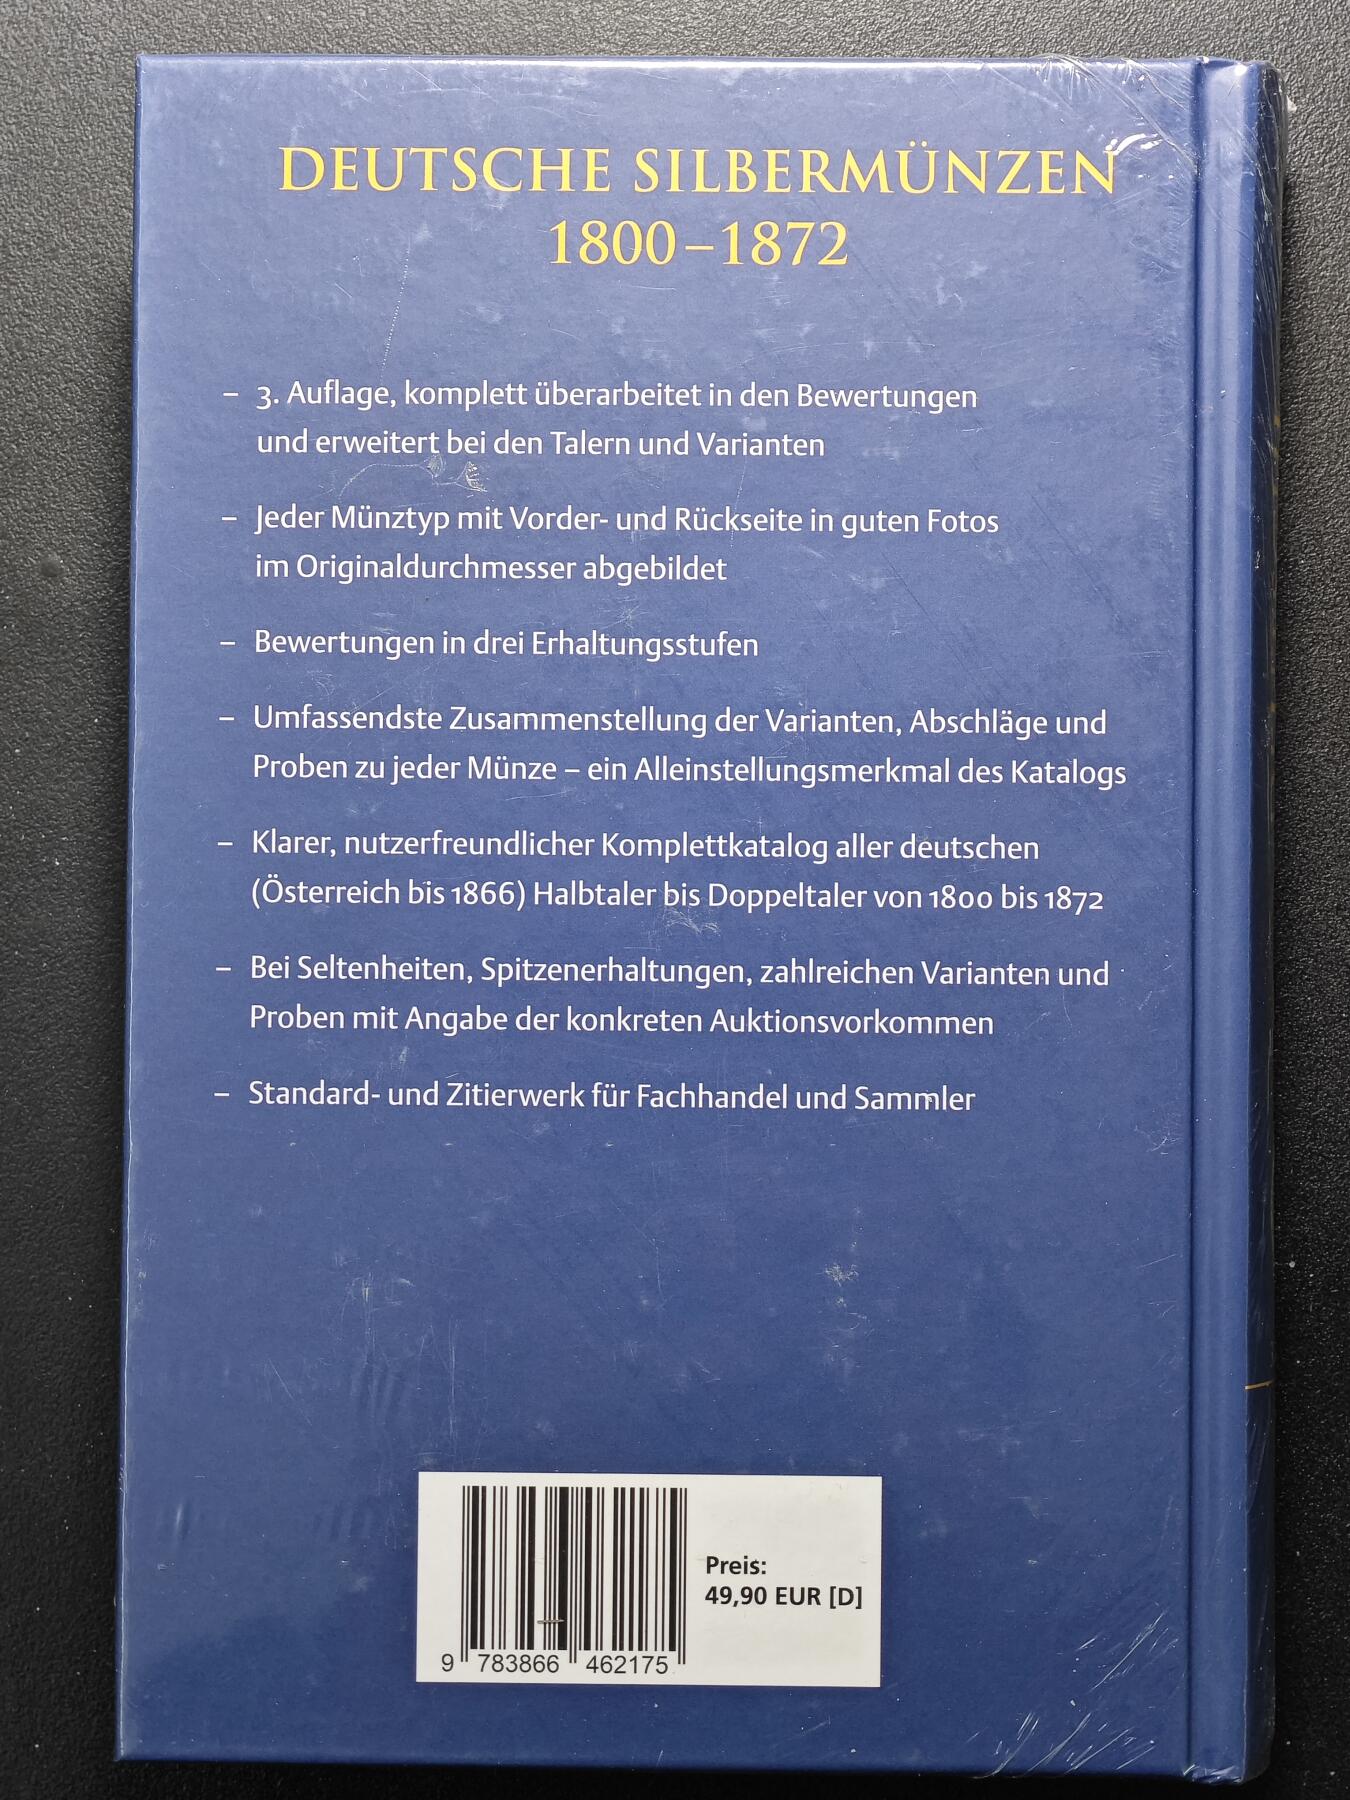 DEUTSCHE SILBERMÜNZEN
1800–1872
– 3. Auflage, komplett überarbeitet in den Bewertungen
und erweitert bei den Talern und Varianten
– Jeder Münztyp mit Vorder- und Rückseite in guten Fotos
im Originaldurchmesser abgebildet
– Bewertungen in drei Erhaltungsstufen
– Umfassendste Zusammenstellung der Varianten, Abschläge und
Proben zu jeder Münze – ein Alleinstellungsmerkmal des Katalogs
– Klarer, nutzerfreundlicher Komplettkatalog aller deutschen
(Österreich bis 1866) Halbtaler bis Doppeltaler von 1800 bis 1872
– Bei Seltenheiten, Spitzenerhaltungen, zahlreichen Varianten und
Proben mit Angabe der konkreten Auktionsvorkommen
– Standard- und Zitierwerk für Fachhandel und Sammler
Preis:
49,90 EUR [D]
9 783866 462175